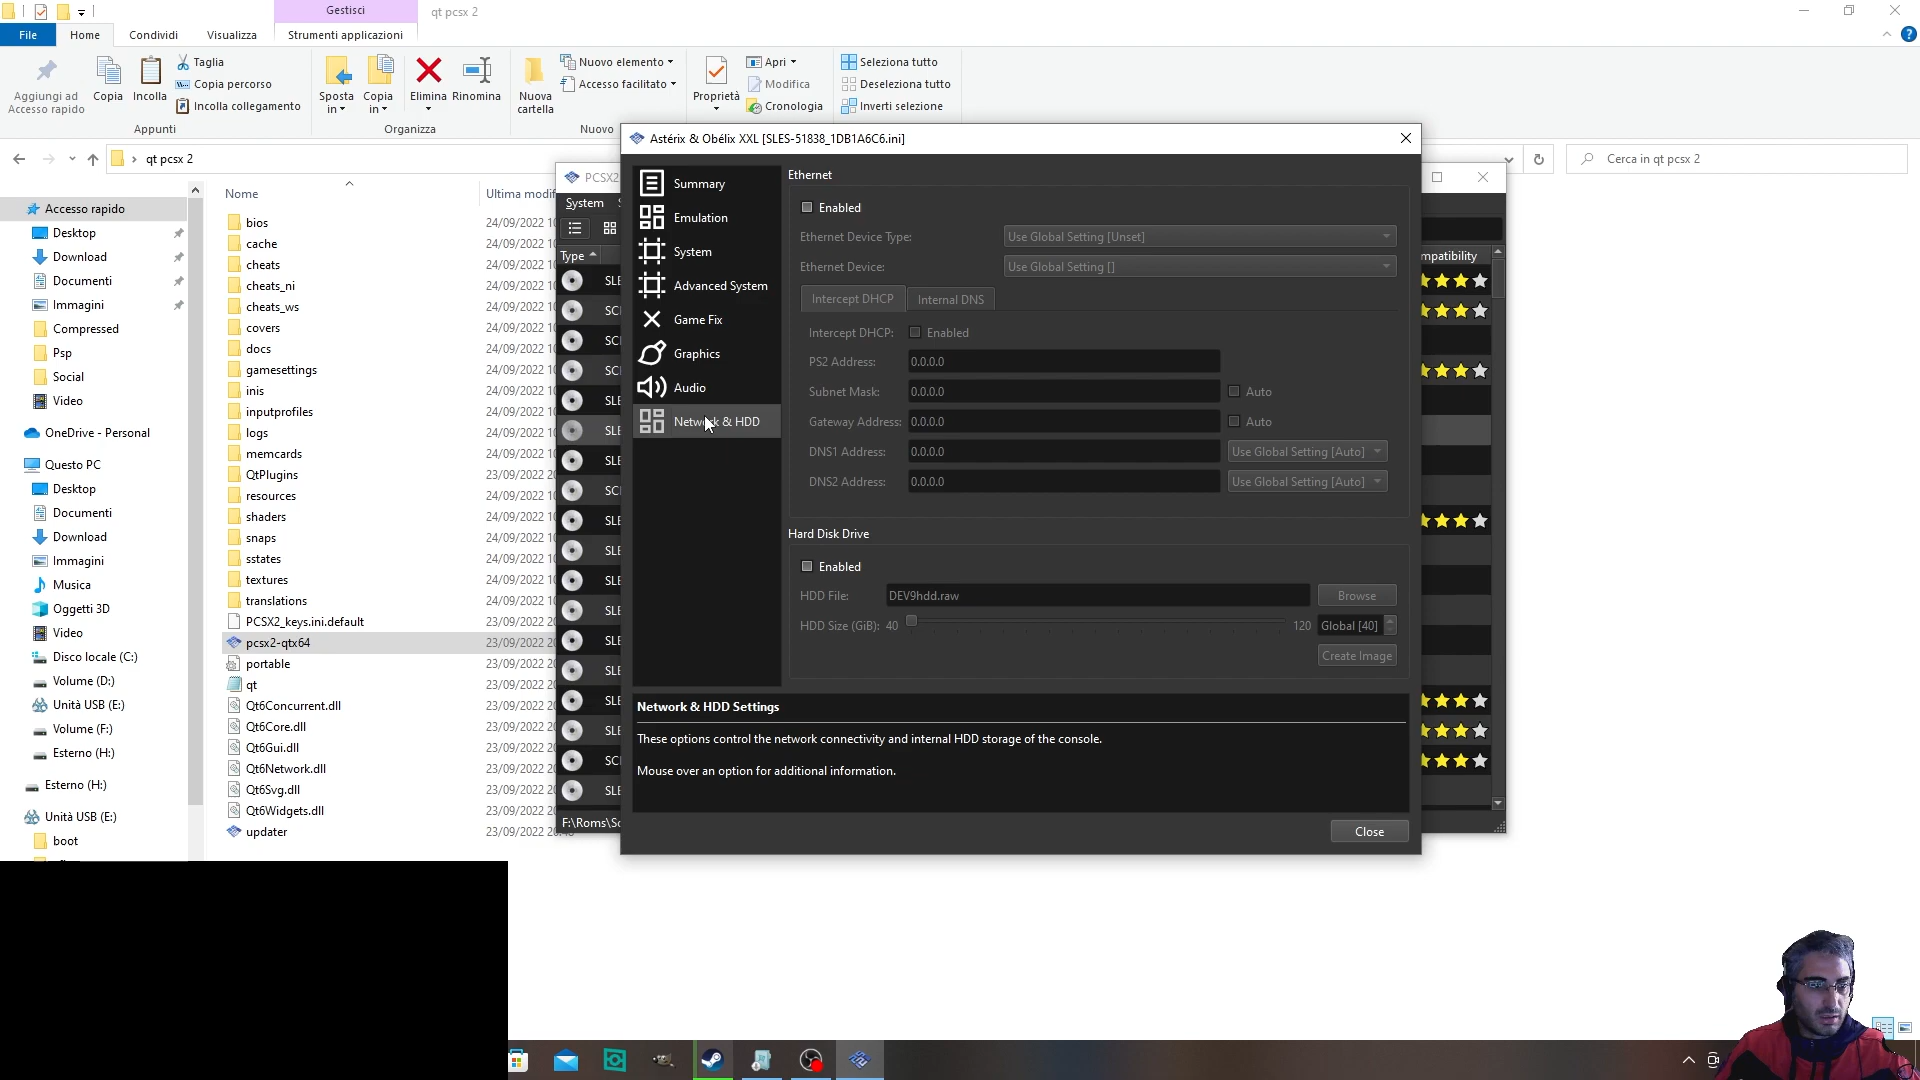 Gestisci
qt pcsx 2
File
Home
Condividi
Visualizza
Strumenti applicazioni
Aggiungi ad
Accesso rapido
Copia
Incolla
Taglia
Copia percorso
Incolla collegamento
Appunti
Sposta
in
Copia
in
Elimina
Rinomina
Organizza
Nuova
cartella
Nuovo elemento
Accesso facilitato
Nuovo
Proprietà
Apri
Modifica
Cronologia
Seleziona tutto
Deseleziona tutto
Inverti selezione
qt pcsx 2
Cerca in qt pcsx 2
Accesso rapido
Desktop
Download
Documenti
Immagini
Compressed
Psp
Social
Video
OneDrive - Personal
Questo PC
Desktop
Documenti
Download
Immagini
Musica
Oggetti 3D
Video
Disco locale (C:)
Volume (D:)
Unità USB (E:)
Volume (F:)
Esterno (H:)
Esterno (H:)
Unità USB (E:)
boot
Nome
Ultima modif
bios
cache
cheats
cheats_ni
cheats_ws
covers
docs
gamesettings
inis
inputprofiles
logs
memcards
QtPlugins
resources
shaders
snaps
sstates
textures
translations
PCSX2_keys.ini.default
pcsx2-qtx64
portable
qt
Qt6Concurrent.dll
Qt6Core.dll
Qt6Gui.dll
Qt6Network.dll
Qt6Svg.dll
Qt6Widgets.dll
updater
PCSX2
System
Type
mpatibility
F:\Roms\So
Astérix & Obélix XXL [SLES-51838_1DB1A6C6.ini]
Summary
Emulation
System
Advanced System
Game Fix
Graphics
Audio
Network & HDD
Ethernet
Enabled
Ethernet Device Type:
Use Global Setting [Unset]
Ethernet Device:
Use Global Setting []
Intercept DHCP
Internal DNS
Intercept DHCP:
Enabled
PS2 Address:
0.0.0.0
Subnet Mask:
0.0.0.0
Auto
Gateway Address:
0.0.0.0
Auto
DNS1 Address:
0.0.0.0
Use Global Setting [Auto]
DNS2 Address:
0.0.0.0
Use Global Setting [Auto]
Hard Disk Drive
Enabled
HDD File:
DEV9hdd.raw
Browse
HDD Size (GiB):
40
120
Global [40]
Create Image
Network & HDD Settings
These options control the network connectivity and internal HDD storage of the console.
Mouse over an option for additional information.
Close